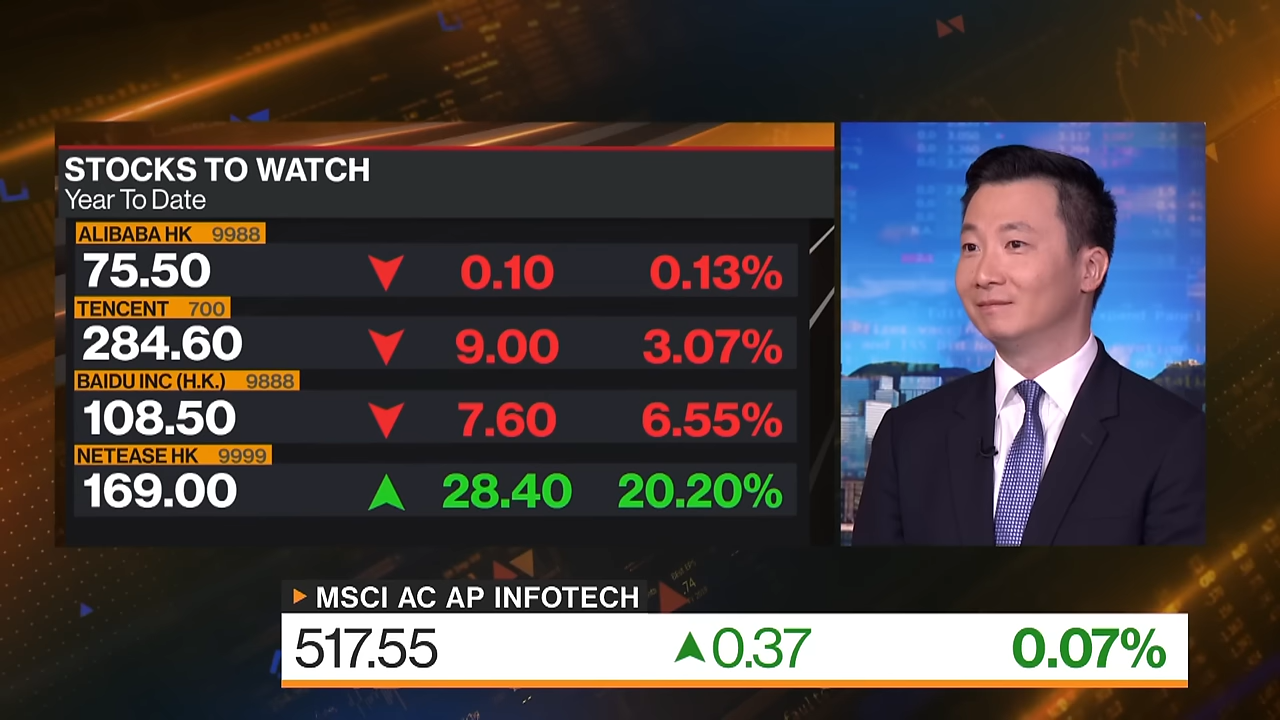 STOCKS TO WATCH
Year To Date
ALIBABA HK 9988
75.50 0.10 0.13%
TENCENT 700
284.60 9.00 3.07%
BAIDU INC (H.K.) 9888
108.50 7.60 6.55%
NETEASE HK 9999
169.00 28.40 20.20%
MSCI AC AP INFOTECH
517.55 0.37 0.07%